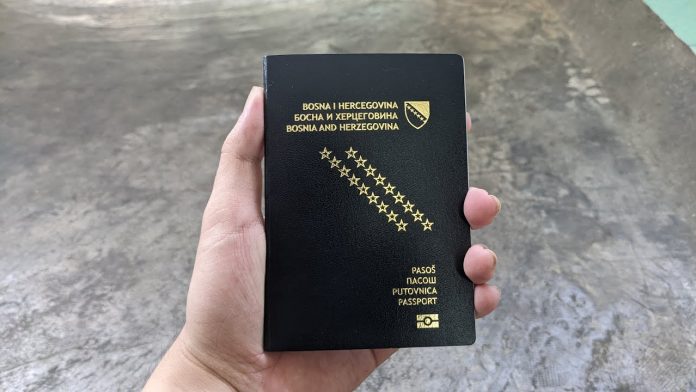 BOSNA I HERCEGOVINA
БОСНА И ХЕРЦЕГОВИНА
BOSNIA AND HERZEGOVINA
PASOŠ
ПАСОШ
PUTOVNICA
PASSPORT